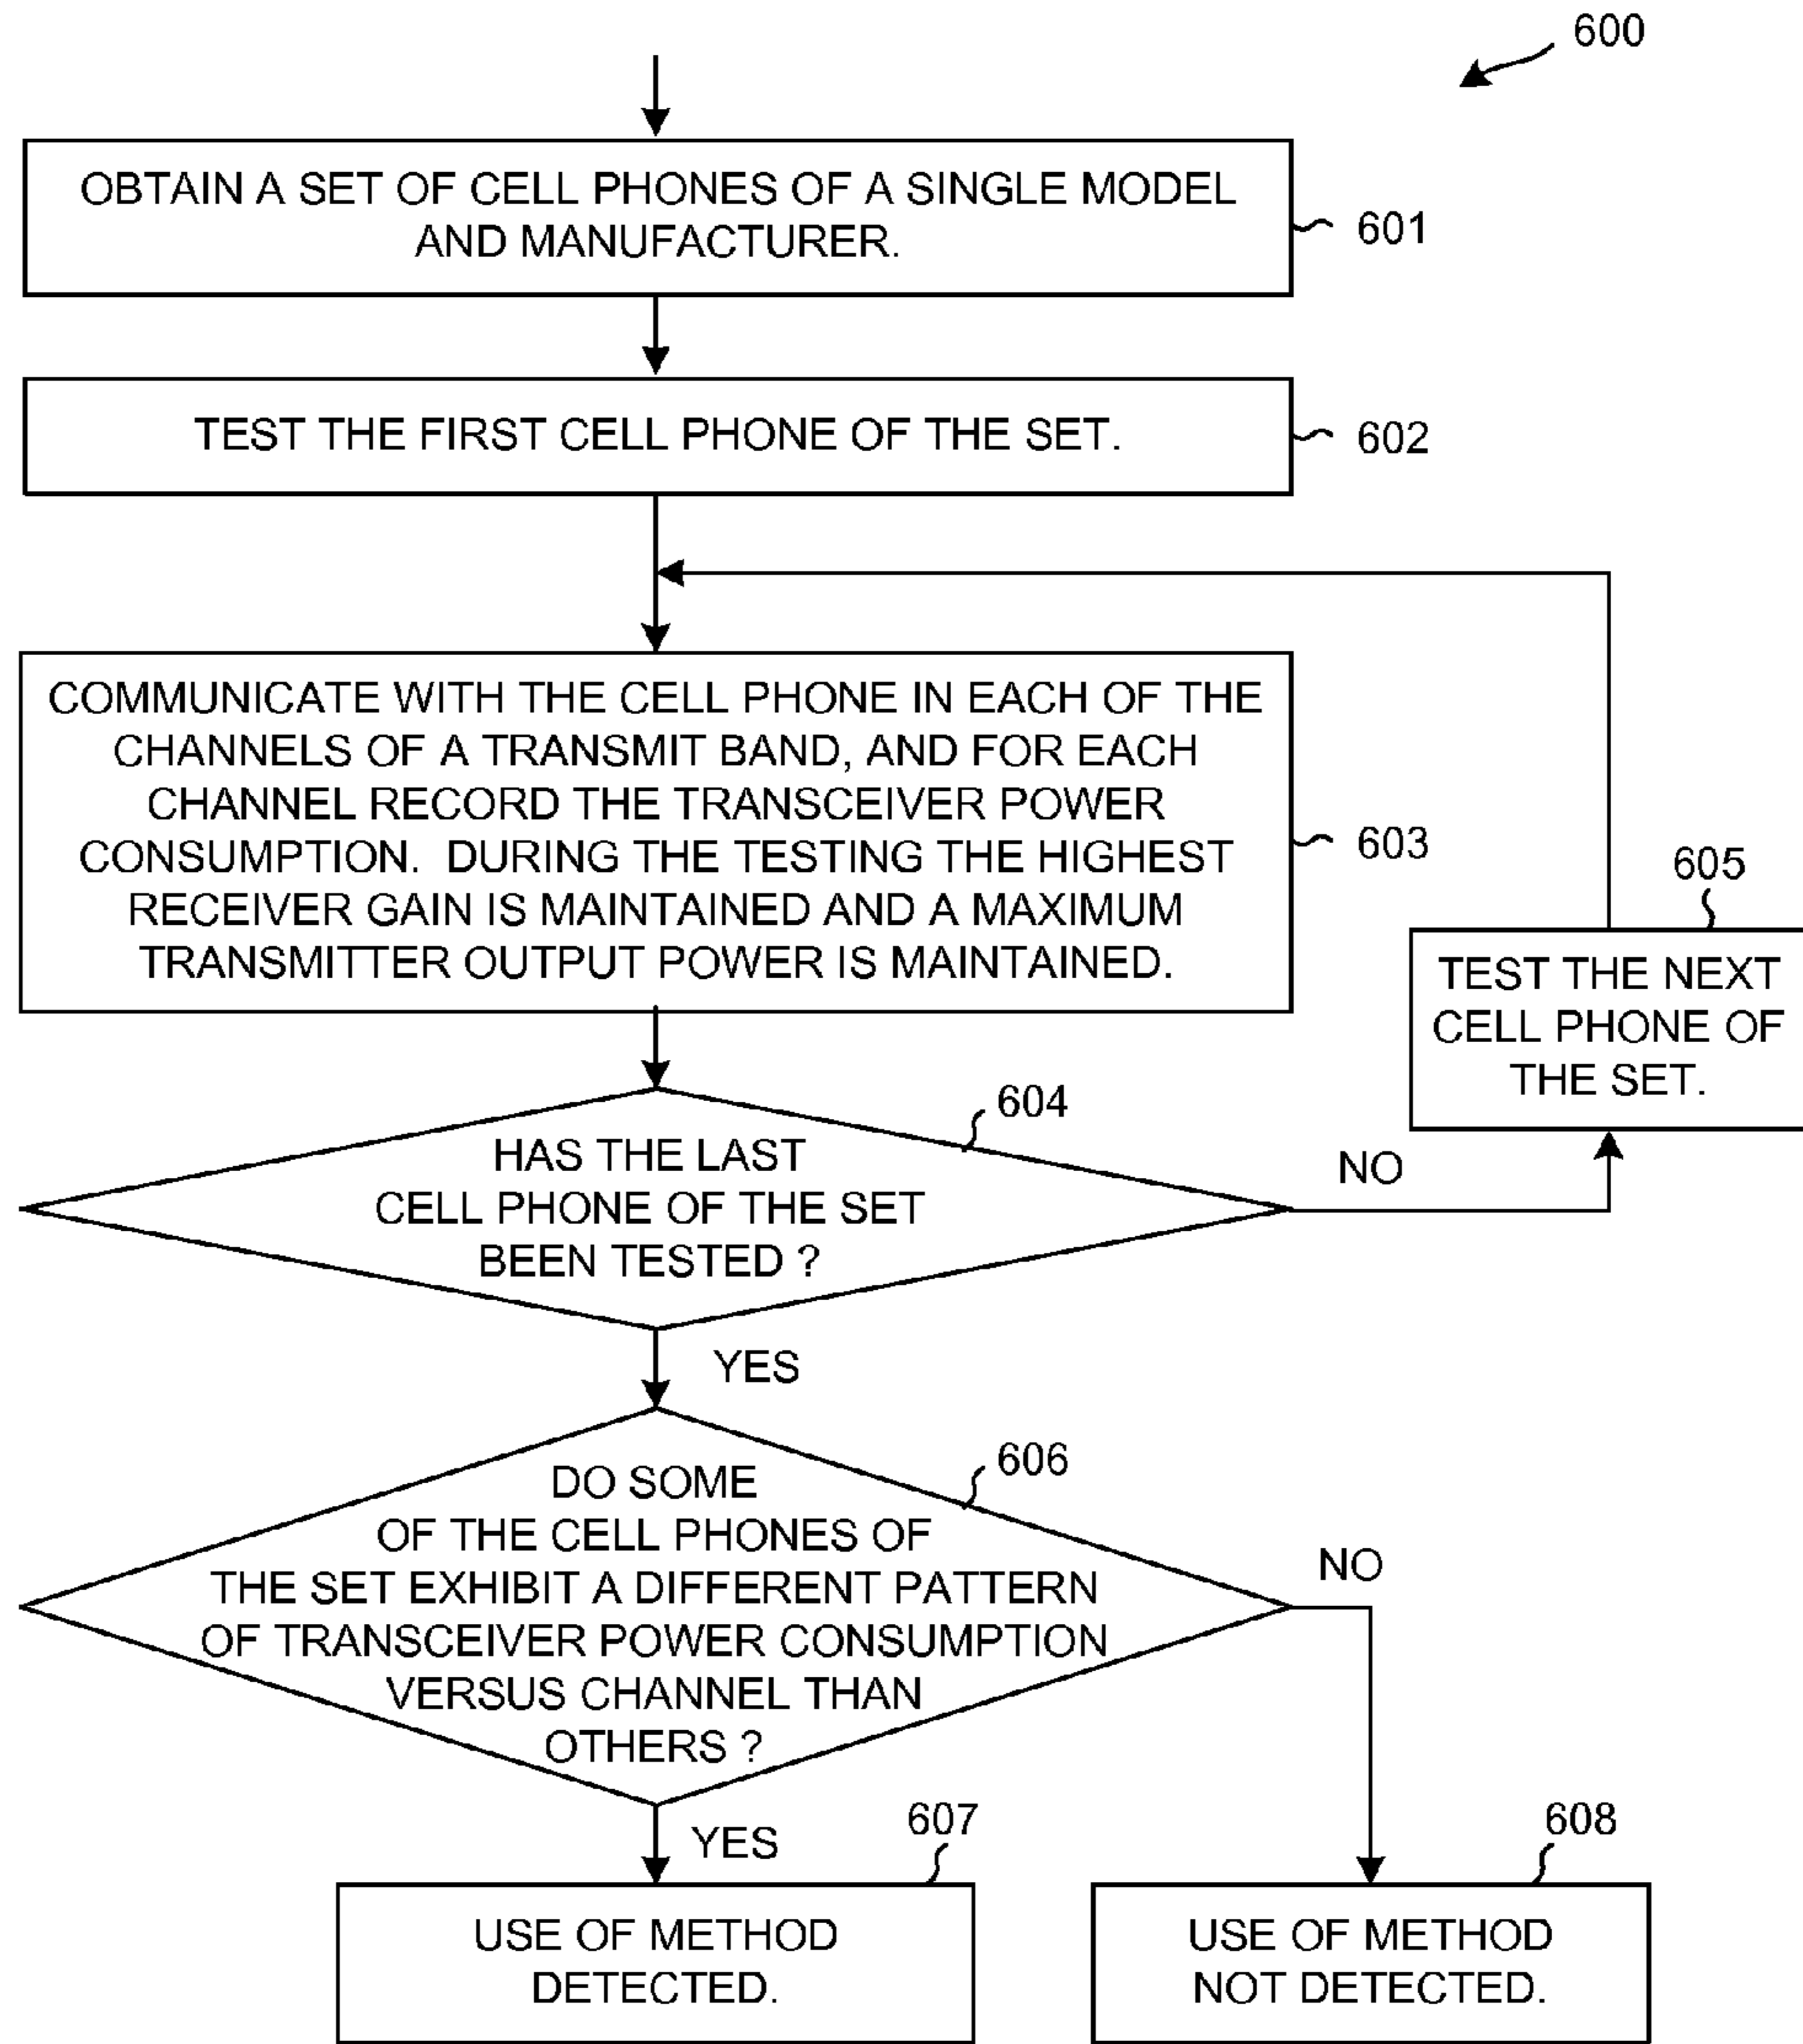 600
OBTAIN A SET OF CELL PHONES OF A SINGLE MODEL
AND MANUFACTURER.
601
TEST THE FIRST CELL PHONE OF THE SET.
602
COMMUNICATE WITH THE CELL PHONE IN EACH OF THE
CHANNELS OF A TRANSMIT BAND, AND FOR EACH
CHANNEL RECORD THE TRANSCEIVER POWER
CONSUMPTION. DURING THE TESTING THE HIGHEST
RECEIVER GAIN IS MAINTAINED AND A MAXIMUM
TRANSMITTER OUTPUT POWER IS MAINTAINED.
603
605
TEST THE NEXT
CELL PHONE OF
THE SET.
604
HAS THE LAST
CELL PHONE OF THE SET
BEEN TESTED ?
NO
YES
606
DO SOME
OF THE CELL PHONES OF
THE SET EXHIBIT A DIFFERENT PATTERN
OF TRANSCEIVER POWER CONSUMPTION
VERSUS CHANNEL THAN
OTHERS ?
NO
YES
607
USE OF METHOD
DETECTED.
608
USE OF METHOD
NOT DETECTED.